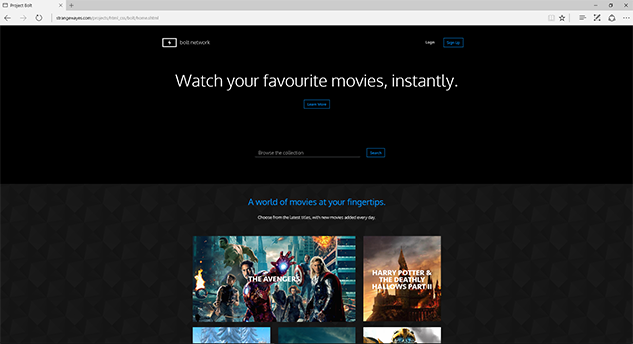 Project Bolt
strangewayes.com/projects/html_css/bolt/home.shtml
bolt network
Login
Sign Up
Watch your favourite movies, instantly.
Learn More
Browse the collection
Search
A world of movies at your fingertips.
Choose from the latest titles, with new movies added every day.
THE AVENGERS
HARRY POTTER &
THE DEATHLY
HALLOWS PART II